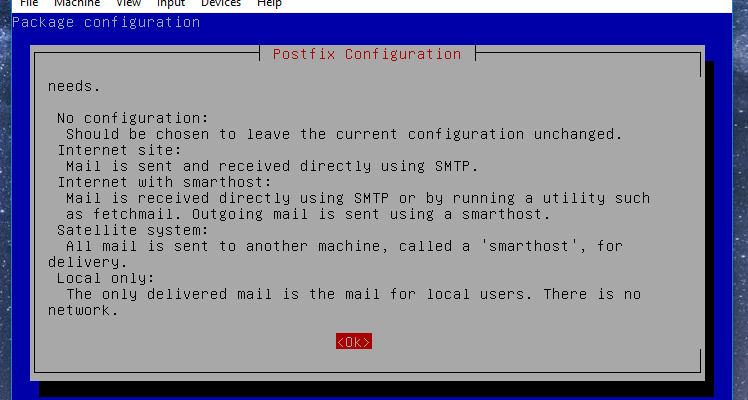 File Machine View Input Devices Help
Package configuration
Postfix Configuration
needs.
No configuration:
Should be chosen to leave the current configuration unchanged.
Internet site:
Mail is sent and received directly using SMTP.
Internet with smarthost:
Mail is received directly using SMTP or by running a utility such
as fetchmail. Outgoing mail is sent using a smarthost.
Satellite system:
All mail is sent to another machine, called a 'smarthost', for
delivery.
Local only:
The only delivered mail is the mail for local users. There is no
network.
<Ok>